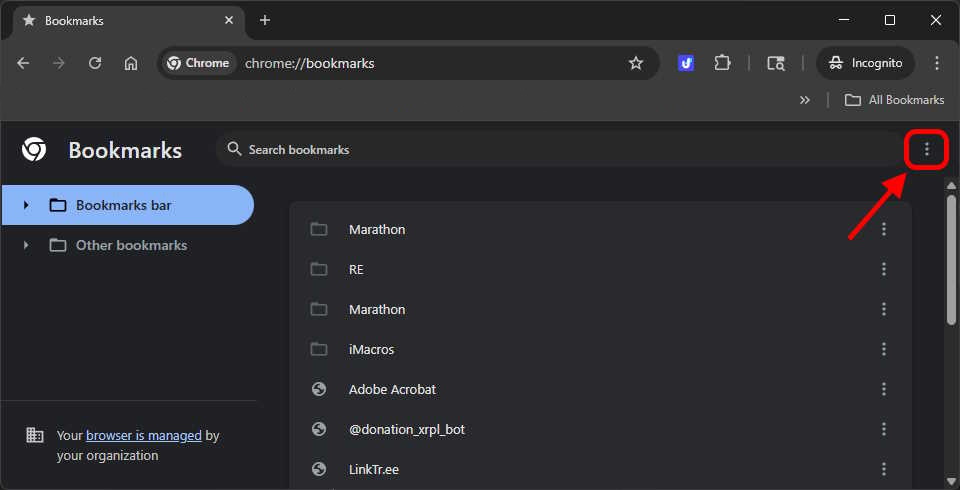 Bookmarks
Chrome
chrome://bookmarks
Incognito
All Bookmarks
Bookmarks
Search bookmarks
Bookmarks bar
Other bookmarks
Marathon
RE
Marathon
iMacros
Adobe Acrobat
@donation_xrpl_bot
LinkTr.ee
Your browser is managed by
your organization